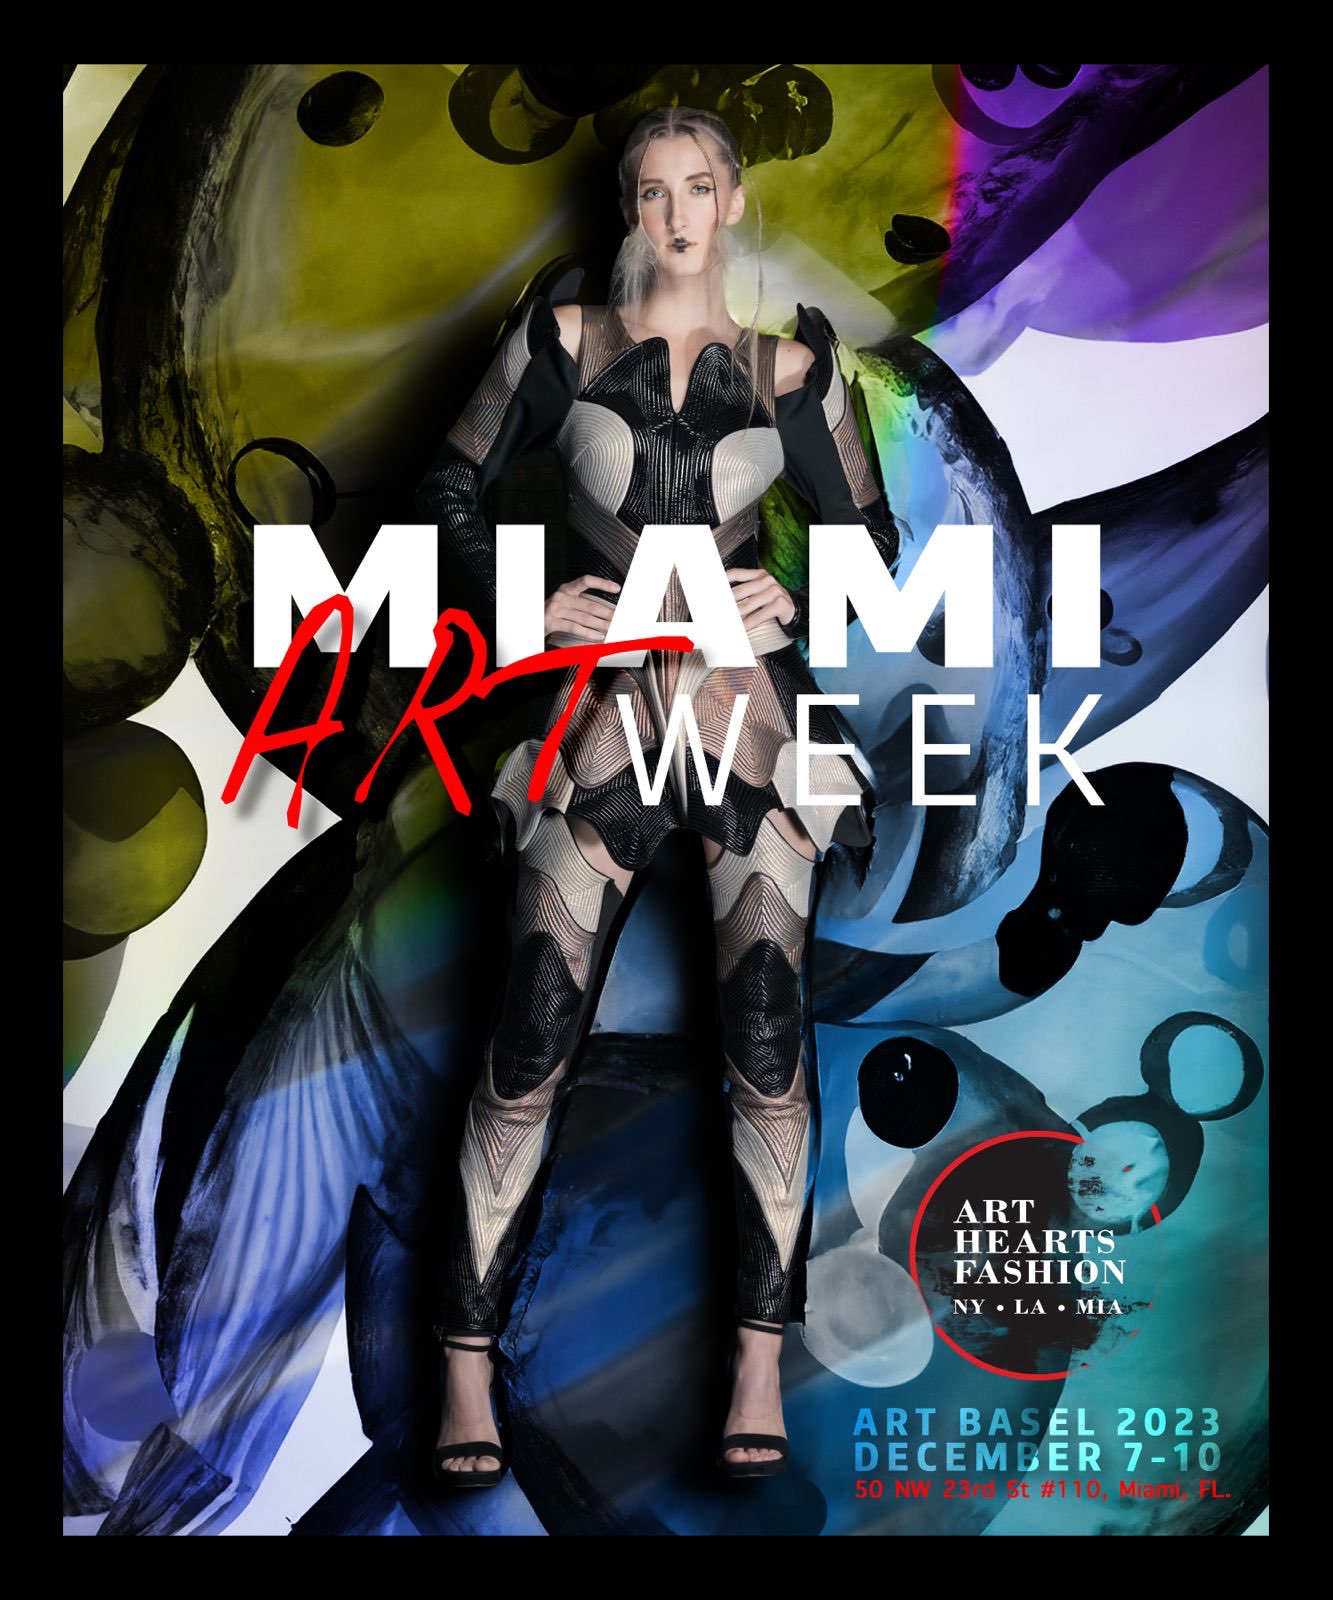 MIAMI
ART WEEK
ART
HEARTS
FASHION
NY • LA • MIA
ART BASEL 2023
DECEMBER 7-10
50 NW 23rd St #110, Miami, FL.